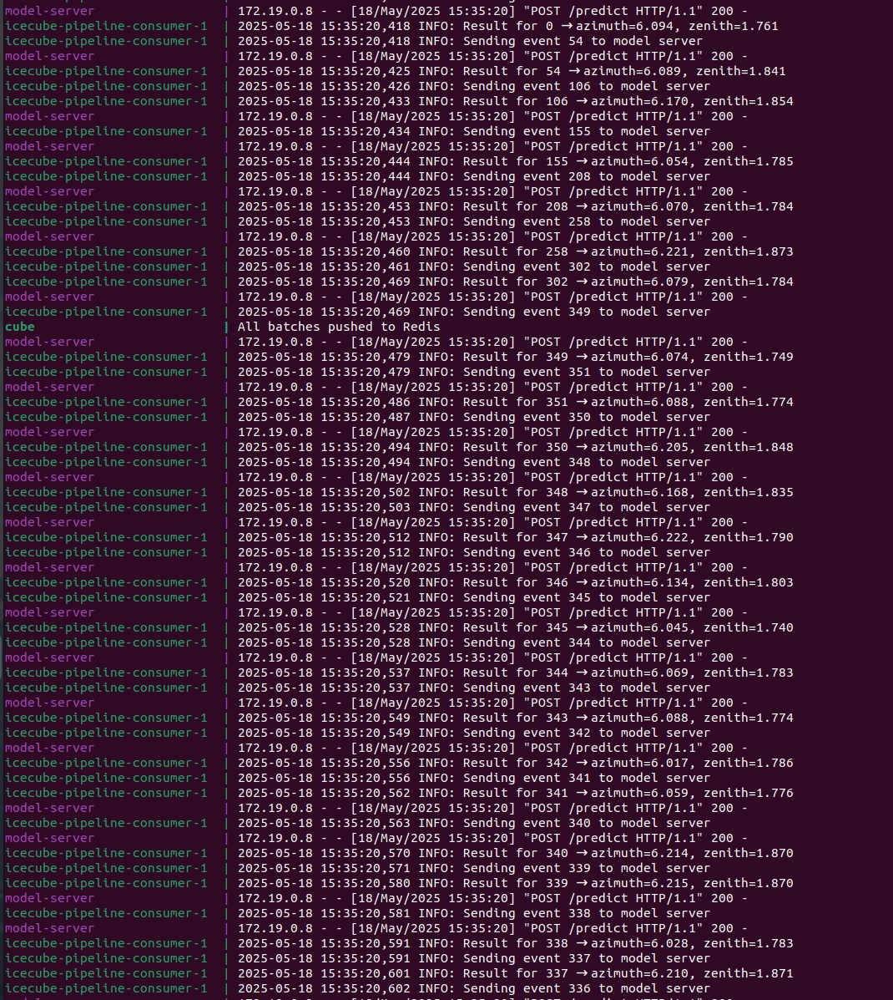 model-server | 172.19.0.8 - - [18/May/2025 15:35:20] "POST /predict HTTP/1.1" 200 -
icecube-pipeline-consumer-1 | 2025-05-18 15:35:20,418 INFO: Result for 0 → azimuth=6.094, zenith=1.761
icecube-pipeline-consumer-1 | 2025-05-18 15:35:20,418 INFO: Sending event 54 to model server
model-server | 172.19.0.8 - - [18/May/2025 15:35:20] "POST /predict HTTP/1.1" 200 -
icecube-pipeline-consumer-1 | 2025-05-18 15:35:20,425 INFO: Result for 54 → azimuth=6.089, zenith=1.841
icecube-pipeline-consumer-1 | 2025-05-18 15:35:20,426 INFO: Sending event 106 to model server
icecube-pipeline-consumer-1 | 2025-05-18 15:35:20,433 INFO: Result for 106 → azimuth=6.170, zenith=1.854
model-server | 172.19.0.8 - - [18/May/2025 15:35:20] "POST /predict HTTP/1.1" 200 -
icecube-pipeline-consumer-1 | 2025-05-18 15:35:20,434 INFO: Sending event 155 to model server
model-server | 172.19.0.8 - - [18/May/2025 15:35:20] "POST /predict HTTP/1.1" 200 -
icecube-pipeline-consumer-1 | 2025-05-18 15:35:20,444 INFO: Result for 155 → azimuth=6.054, zenith=1.785
icecube-pipeline-consumer-1 | 2025-05-18 15:35:20,444 INFO: Sending event 208 to model server
model-server | 172.19.0.8 - - [18/May/2025 15:35:20] "POST /predict HTTP/1.1" 200 -
icecube-pipeline-consumer-1 | 2025-05-18 15:35:20,453 INFO: Result for 208 → azimuth=6.070, zenith=1.784
icecube-pipeline-consumer-1 | 2025-05-18 15:35:20,453 INFO: Sending event 258 to model server
model-server | 172.19.0.8 - - [18/May/2025 15:35:20] "POST /predict HTTP/1.1" 200 -
icecube-pipeline-consumer-1 | 2025-05-18 15:35:20,460 INFO: Result for 258 → azimuth=6.221, zenith=1.873
icecube-pipeline-consumer-1 | 2025-05-18 15:35:20,461 INFO: Sending event 302 to model server
icecube-pipeline-consumer-1 | 2025-05-18 15:35:20,469 INFO: Result for 302 → azimuth=6.079, zenith=1.784
model-server | 172.19.0.8 - - [18/May/2025 15:35:20] "POST /predict HTTP/1.1" 200 -
icecube-pipeline-consumer-1 | 2025-05-18 15:35:20,469 INFO: Sending event 349 to model server
cube | All batches pushed to Redis
model-server | 172.19.0.8 - - [18/May/2025 15:35:20] "POST /predict HTTP/1.1" 200 -
icecube-pipeline-consumer-1 | 2025-05-18 15:35:20,479 INFO: Result for 349 → azimuth=6.074, zenith=1.749
icecube-pipeline-consumer-1 | 2025-05-18 15:35:20,479 INFO: Sending event 351 to model server
model-server | 172.19.0.8 - - [18/May/2025 15:35:20] "POST /predict HTTP/1.1" 200 -
icecube-pipeline-consumer-1 | 2025-05-18 15:35:20,486 INFO: Result for 351 → azimuth=6.088, zenith=1.774
icecube-pipeline-consumer-1 | 2025-05-18 15:35:20,487 INFO: Sending event 350 to model server
model-server | 172.19.0.8 - - [18/May/2025 15:35:20] "POST /predict HTTP/1.1" 200 -
icecube-pipeline-consumer-1 | 2025-05-18 15:35:20,494 INFO: Result for 350 → azimuth=6.205, zenith=1.848
icecube-pipeline-consumer-1 | 2025-05-18 15:35:20,494 INFO: Sending event 348 to model server
model-server | 172.19.0.8 - - [18/May/2025 15:35:20] "POST /predict HTTP/1.1" 200 -
icecube-pipeline-consumer-1 | 2025-05-18 15:35:20,502 INFO: Result for 348 → azimuth=6.168, zenith=1.835
icecube-pipeline-consumer-1 | 2025-05-18 15:35:20,503 INFO: Sending event 347 to model server
model-server | 172.19.0.8 - - [18/May/2025 15:35:20] "POST /predict HTTP/1.1" 200 -
icecube-pipeline-consumer-1 | 2025-05-18 15:35:20,512 INFO: Result for 347 → azimuth=6.222, zenith=1.790
icecube-pipeline-consumer-1 | 2025-05-18 15:35:20,512 INFO: Sending event 346 to model server
model-server | 172.19.0.8 - - [18/May/2025 15:35:20] "POST /predict HTTP/1.1" 200 -
icecube-pipeline-consumer-1 | 2025-05-18 15:35:20,520 INFO: Result for 346 → azimuth=6.134, zenith=1.803
icecube-pipeline-consumer-1 | 2025-05-18 15:35:20,521 INFO: Sending event 345 to model server
model-server | 172.19.0.8 - - [18/May/2025 15:35:20] "POST /predict HTTP/1.1" 200 -
icecube-pipeline-consumer-1 | 2025-05-18 15:35:20,528 INFO: Result for 345 → azimuth=6.045, zenith=1.740
icecube-pipeline-consumer-1 | 2025-05-18 15:35:20,528 INFO: Sending event 344 to model server
model-server | 172.19.0.8 - - [18/May/2025 15:35:20] "POST /predict HTTP/1.1" 200 -
icecube-pipeline-consumer-1 | 2025-05-18 15:35:20,537 INFO: Result for 344 → azimuth=6.069, zenith=1.783
icecube-pipeline-consumer-1 | 2025-05-18 15:35:20,537 INFO: Sending event 343 to model server
model-server | 172.19.0.8 - - [18/May/2025 15:35:20] "POST /predict HTTP/1.1" 200 -
icecube-pipeline-consumer-1 | 2025-05-18 15:35:20,549 INFO: Result for 343 → azimuth=6.088, zenith=1.774
icecube-pipeline-consumer-1 | 2025-05-18 15:35:20,549 INFO: Sending event 342 to model server
model-server | 172.19.0.8 - - [18/May/2025 15:35:20] "POST /predict HTTP/1.1" 200 -
icecube-pipeline-consumer-1 | 2025-05-18 15:35:20,556 INFO: Result for 342 → azimuth=6.017, zenith=1.786
icecube-pipeline-consumer-1 | 2025-05-18 15:35:20,556 INFO: Sending event 341 to model server
icecube-pipeline-consumer-1 | 2025-05-18 15:35:20,562 INFO: Result for 341 → azimuth=6.059, zenith=1.776
model-server | 172.19.0.8 - - [18/May/2025 15:35:20] "POST /predict HTTP/1.1" 200 -
icecube-pipeline-consumer-1 | 2025-05-18 15:35:20,563 INFO: Sending event 340 to model server
model-server | 172.19.0.8 - - [18/May/2025 15:35:20] "POST /predict HTTP/1.1" 200 -
icecube-pipeline-consumer-1 | 2025-05-18 15:35:20,570 INFO: Result for 340 → azimuth=6.214, zenith=1.870
icecube-pipeline-consumer-1 | 2025-05-18 15:35:20,571 INFO: Sending event 339 to model server
icecube-pipeline-consumer-1 | 2025-05-18 15:35:20,580 INFO: Result for 339 → azimuth=6.215, zenith=1.870
model-server | 172.19.0.8 - - [18/May/2025 15:35:20] "POST /predict HTTP/1.1" 200 -
icecube-pipeline-consumer-1 | 2025-05-18 15:35:20,581 INFO: Sending event 338 to model server
model-server | 172.19.0.8 - - [18/May/2025 15:35:20] "POST /predict HTTP/1.1" 200 -
icecube-pipeline-consumer-1 | 2025-05-18 15:35:20,591 INFO: Result for 338 → azimuth=6.028, zenith=1.783
icecube-pipeline-consumer-1 | 2025-05-18 15:35:20,591 INFO: Sending event 337 to model server
icecube-pipeline-consumer-1 | 2025-05-18 15:35:20,601 INFO: Result for 337 → azimuth=6.210, zenith=1.871
icecube-pipeline-consumer-1 | 2025-05-18 15:35:20,602 INFO: Sending event 336 to model server